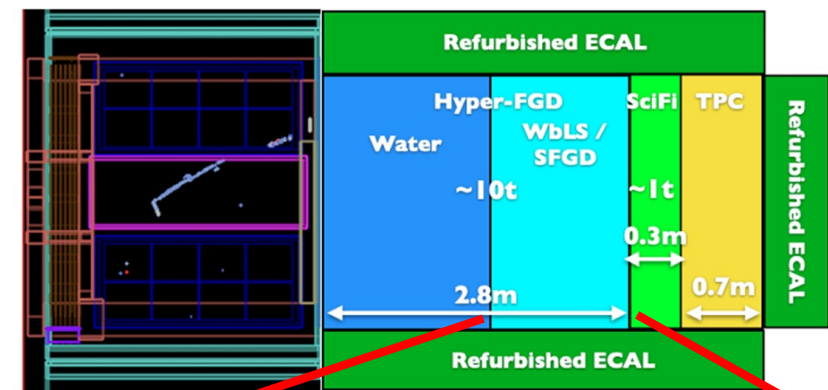 Refurbished ECAL
Hyper-FGD
SciFi
TPC
Water
WbLS /
SFGD
~10t
~1t
0.3m
2.8m
0.7m
Refurbished ECAL
Refurbished ECAL